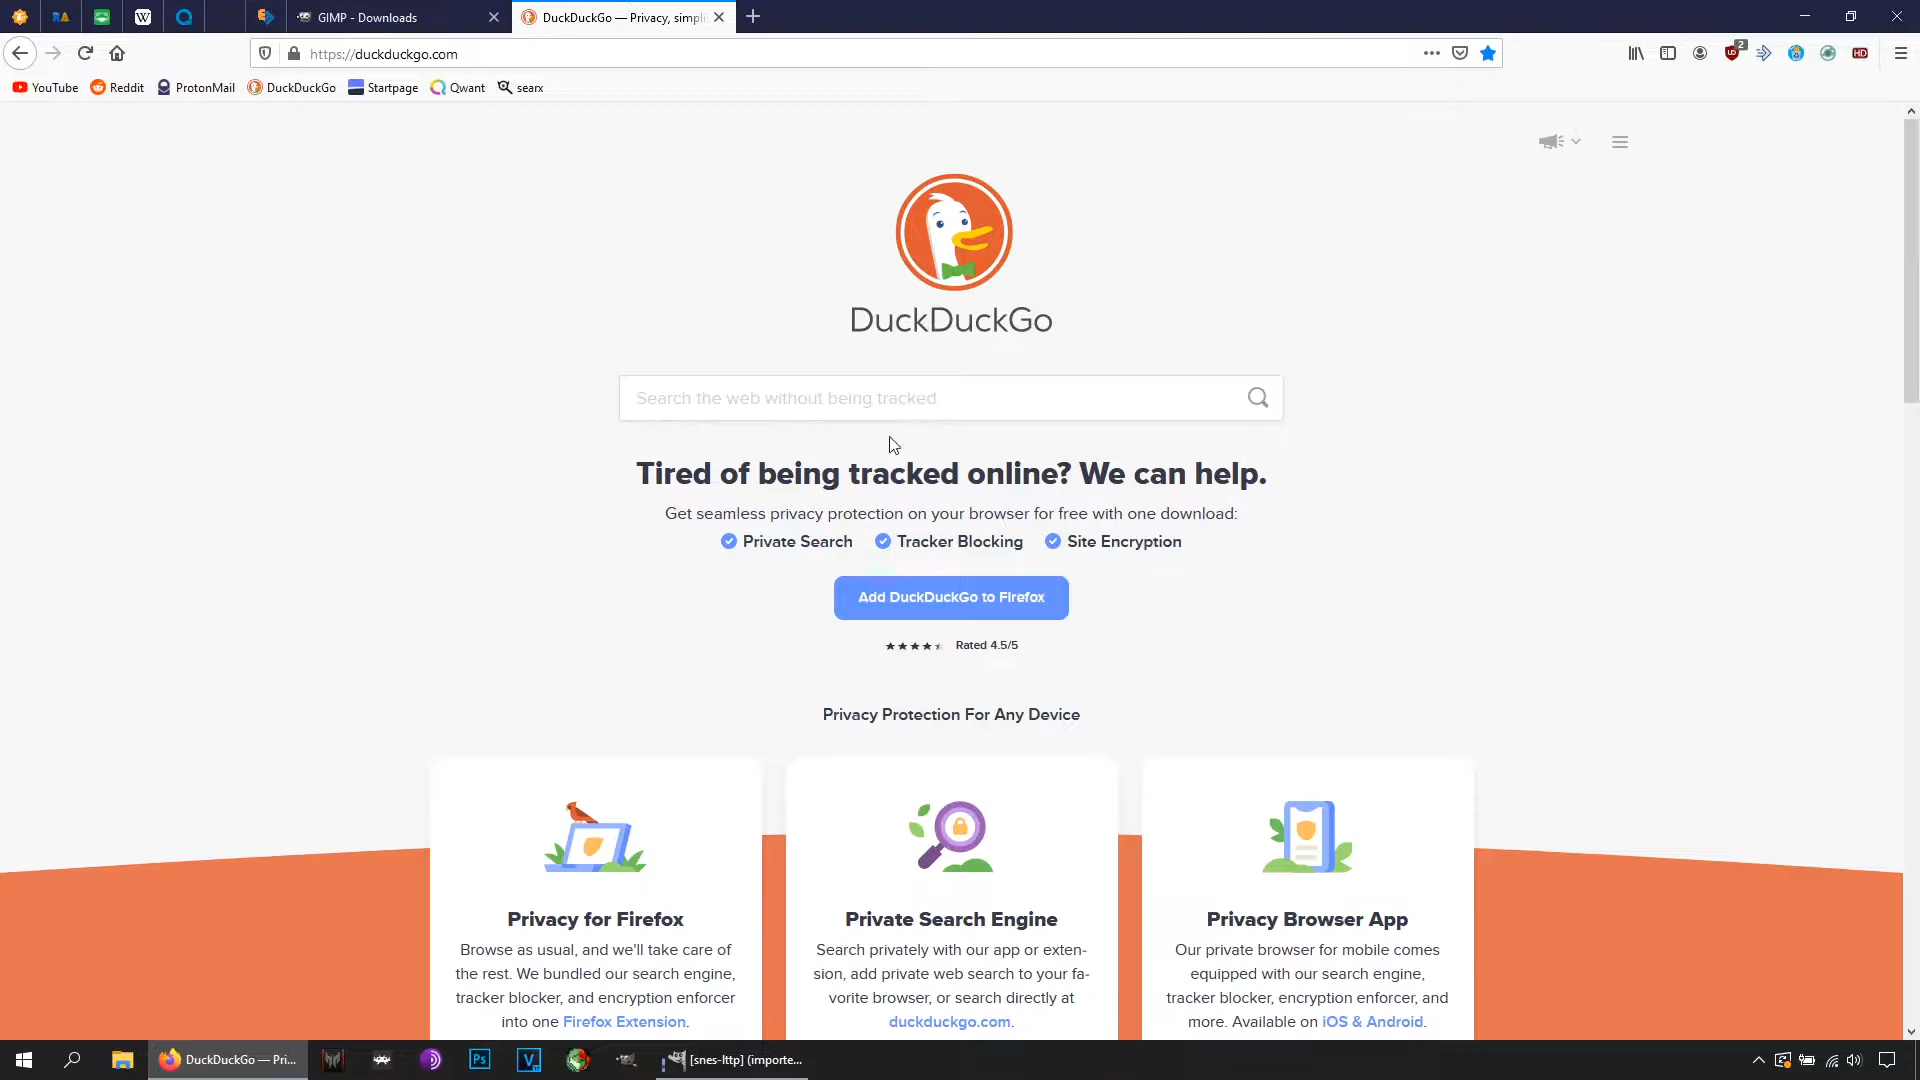 GIMP - Downloads
DuckDuckGo — Privacy, simpli
https://duckduckgo.com
2
HD
YouTube
Reddit
ProtonMail
DuckDuckGo
Startpage
Qwant
searx
DuckDuckGo
Search the web without being tracked
Tired of being tracked online? We can help.
Get seamless privacy protection on your browser for free with one download:
Private Search
Tracker Blocking
Site Encryption
Add DuckDuckGo to Firefox
Rated 4.5/5
Privacy Protection For Any Device
Privacy for Firefox
Browse as usual, and we'll take care of
the rest. We bundled our search engine,
tracker blocker, and encryption enforcer
into one Firefox Extension.
Private Search Engine
Search privately with our app or exten-
sion, add private web search to your fa-
vorite browser, or search directly at
duckduckgo.com.
Privacy Browser App
Our private browser for mobile comes
equipped with our search engine,
tracker blocker, encryption enforcer, and
more. Available on iOS & Android.
DuckDuckGo — Pri...
Ps
V
[snes-lttp] (importe...